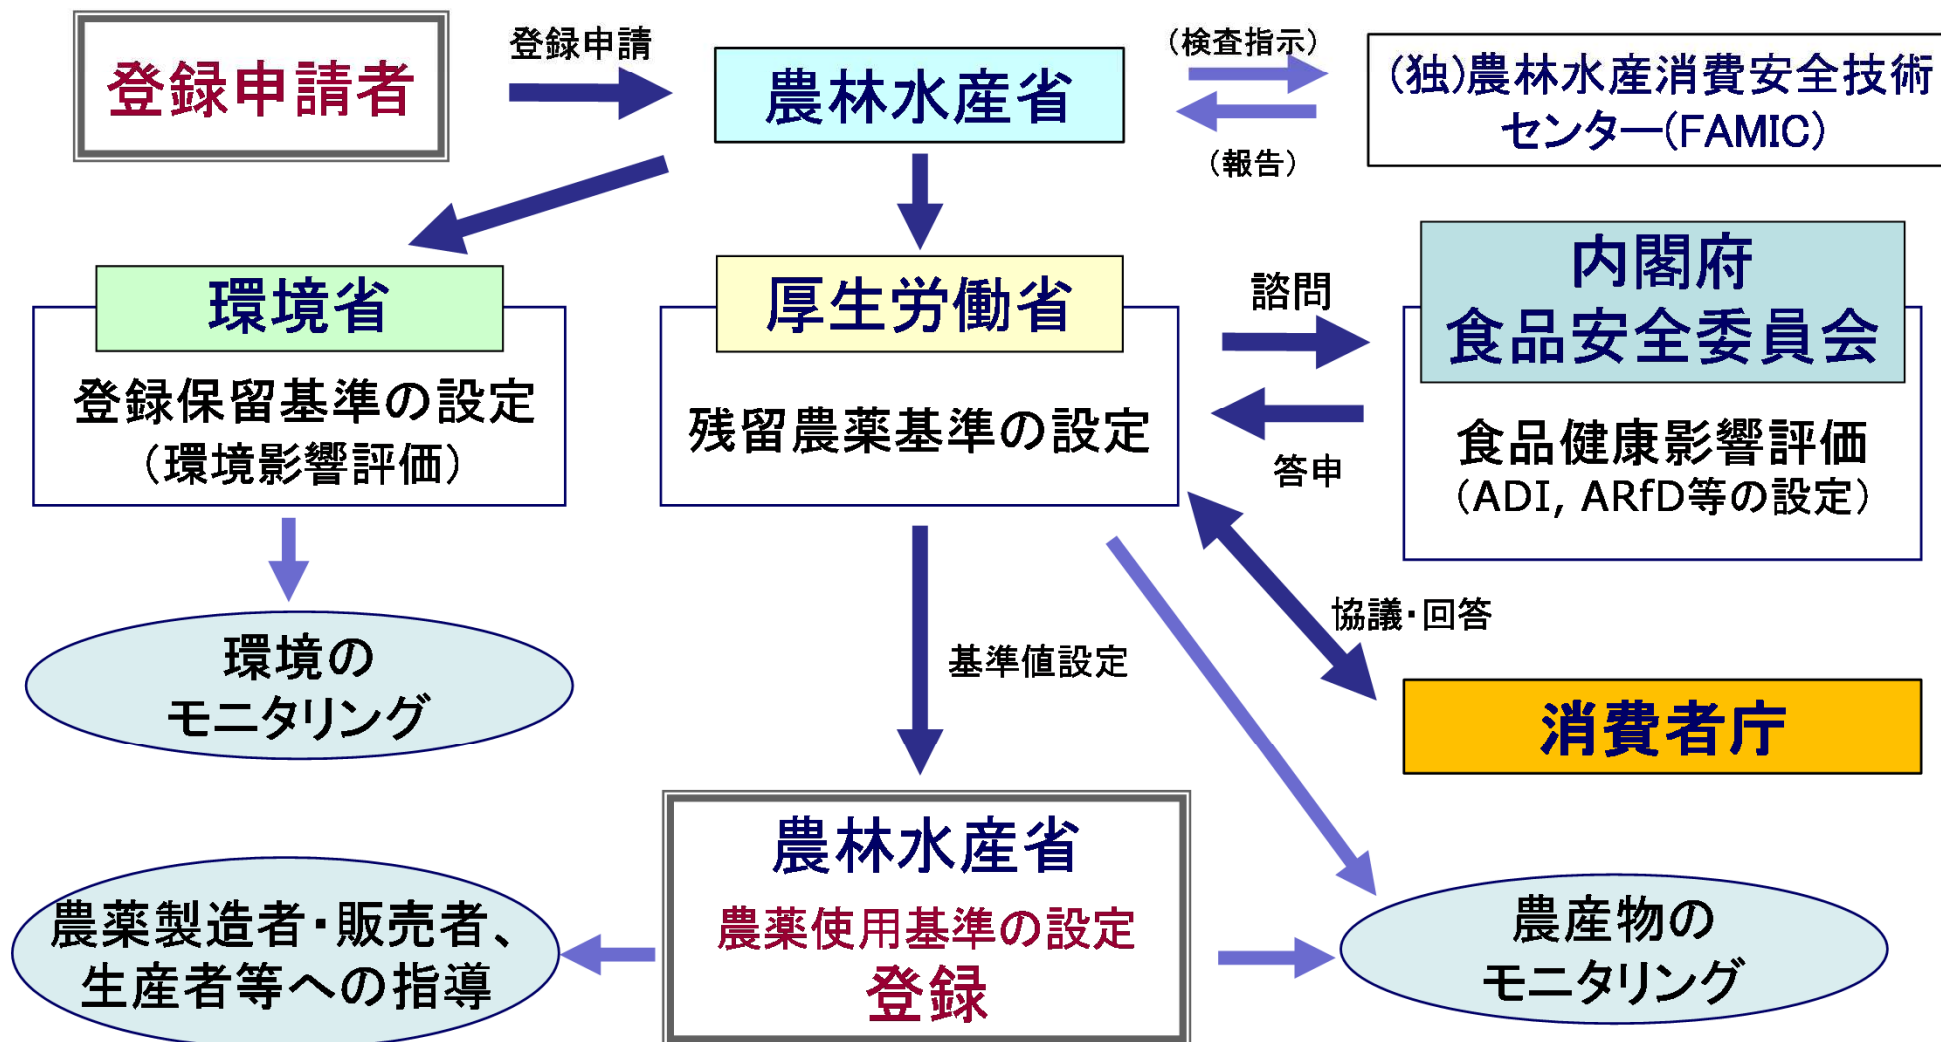 登録申請者
登録申請
農林水産省
(検査指示)
(報告)
(独)農林水産消費安全技術
センター(FAMIC)
環境省
登録保留基準の設定
(環境影響評価)
厚生労働省
残留農薬基準の設定
諮問
答申
内閣府
食品安全委員会
食品健康影響評価
(ADI, ARfD等の設定)
協議・回答
消費者庁
環境の
モニタリング
基準値設定
農林水産省
農薬使用基準の設定
登録
農薬製造者・販売者、
生産者等への指導
農産物の
モニタリング